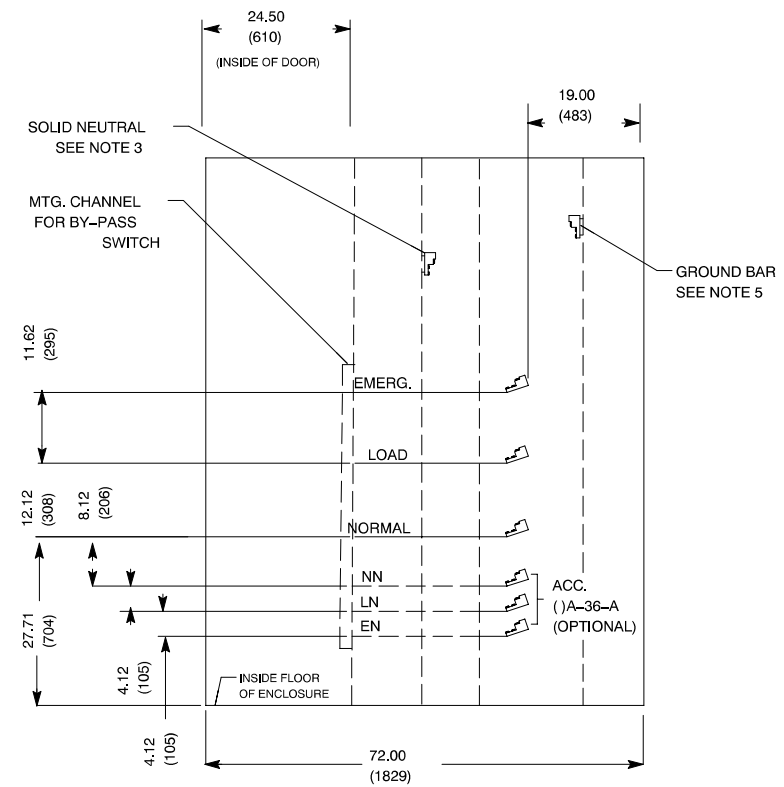 24.50
(610)
(INSIDE OF DOOR)
19.00
(483)
SOLID NEUTRAL
SEE NOTE 3
MTG. CHANNEL
FOR BY–PASS
SWITCH
GROUND BAR
SEE NOTE 5
11.62
(295)
EMERG.
LOAD
12.12
(308)
8.12
(206)
NORMAL
NN
LN
EN
ACC.
( )A–36–A
(OPTIONAL)
27.71
(704)
4.12
(105)
4.12
(105)
INSIDE FLOOR
OF ENCLOSURE
72.00
(1829)